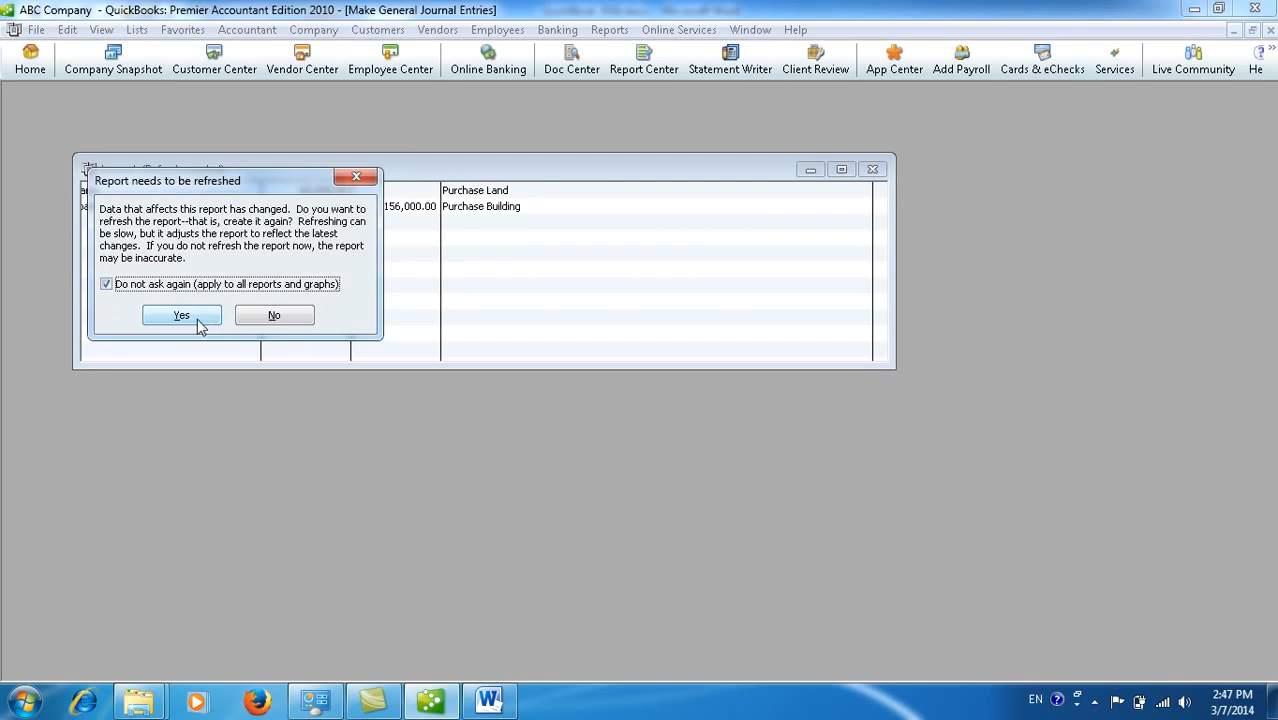 ABC Company - QuickBooks: Premier Accountant Edition 2010 - [Make General Journal Entries]
File Edit View Lists Favorites Accountant Company Customers Vendors Employees Banking Reports Online Services Window Help
Home Company Snapshot Customer Center Vendor Center Employee Center Online Banking Doc Center Report Center Statement Writer Client Review App Center Add Payroll Cards & eChecks Services Live Community He
Report needs to be refreshed
Data that affects this report has changed. Do you want to
refresh the report--that is, create it again? Refreshing can
be slow, but it adjusts the report to reflect the latest
changes. If you do not refresh the report now, the report
may be inaccurate.
Do not ask again (apply to all reports and graphs)
Yes No
Purchase Land
156,000.00 Purchase Building
EN
2:47 PM
3/7/2014